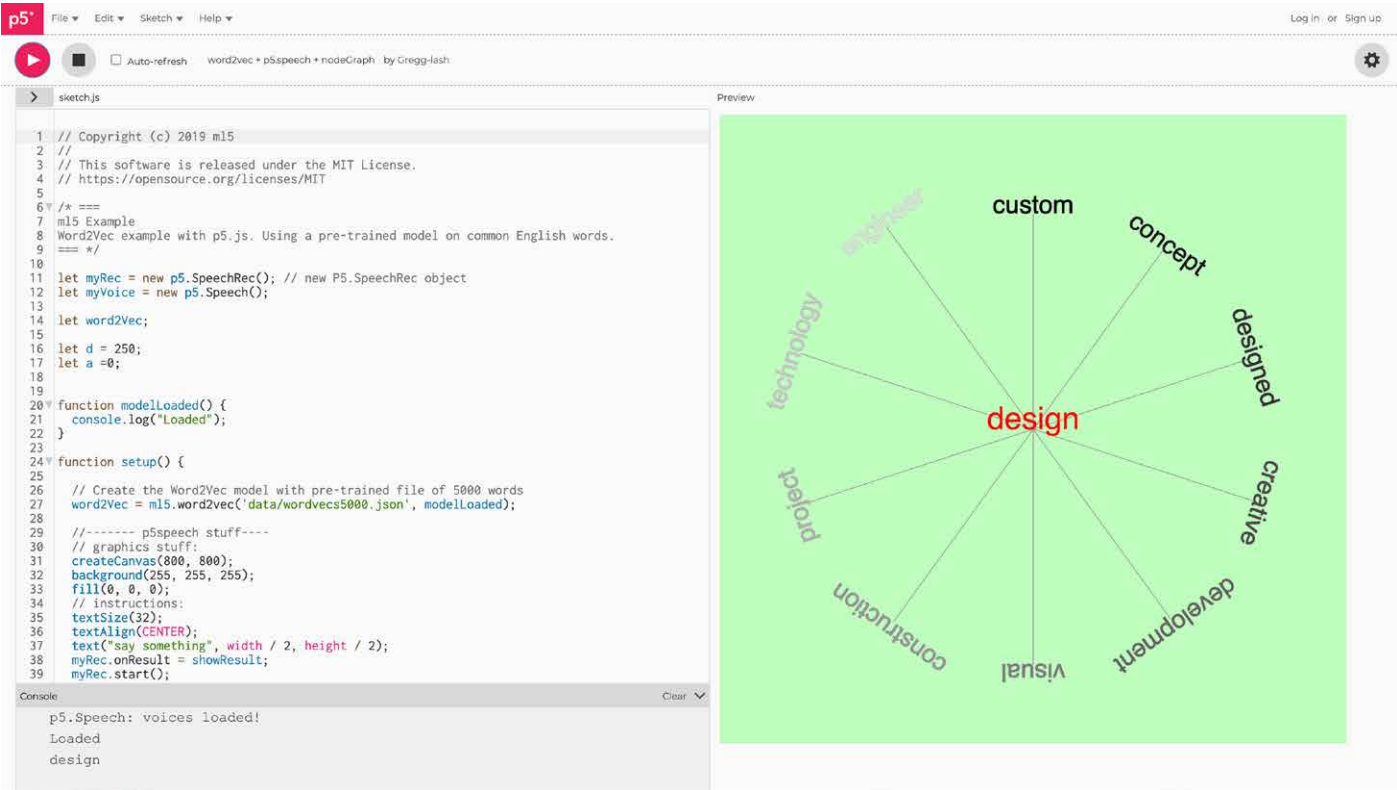 p5* File ▾ Edit ▾ Sketch ▾ Help ▾ Log in or Sign up
Auto-refresh word2vec + p5.speech + nodeGraph by Gregg-lash
> sketch.js
1 // Copyright (c) 2019 ml5
2 //
3 // This software is released under the MIT License.
4 // https://opensource.org/licenses/MIT
5
6 /* ===
7 ml5 Example
8 Word2Vec example with p5.js. Using a pre-trained model on common English words.
9 === */
10
11 let myRec = new p5.SpeechRec(); // new P5.SpeechRec object
12 let myVoice = new p5.Speech();
13
14 let word2Vec;
15
16 let d = 250;
17 let a =0;
18
19
20 function modelLoaded() {
21 console.log("Loaded");
22 }
23
24 function setup() {
25
26 // Create the Word2Vec model with pre-trained file of 5000 words
27 word2Vec = ml5.word2vec('data/wordvecs5000.json', modelLoaded);
28
29 //------- p5speech stuff----
30 // graphics stuff:
31 createCanvas(800, 800);
32 background(255, 255, 255);
33 fill(0, 0, 0);
34 // instructions:
35 textSize(32);
36 textAlign(CENTER);
37 text("say something", width / 2, height / 2);
38 myRec.onResult = showResult;
39 myRec.start();
Console Clear
p5.Speech: voices loaded!
Loaded
design
Preview
custom
concept
designed
creative
development
visual
construction
project
technology
engineer
design